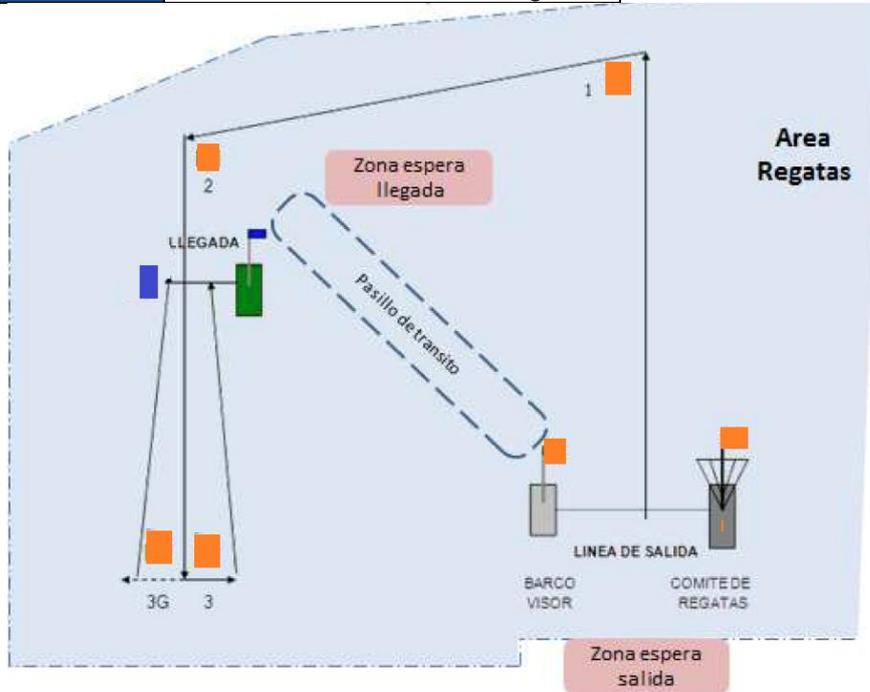 1
Area
Regatas
Zona espera
llegada
2
LLEGADA
Pasillo de transito
LINEA DE SALIDA
BARCO
VISOR
COMITE DE
REGATAS
3G
3
Zona espera
salida